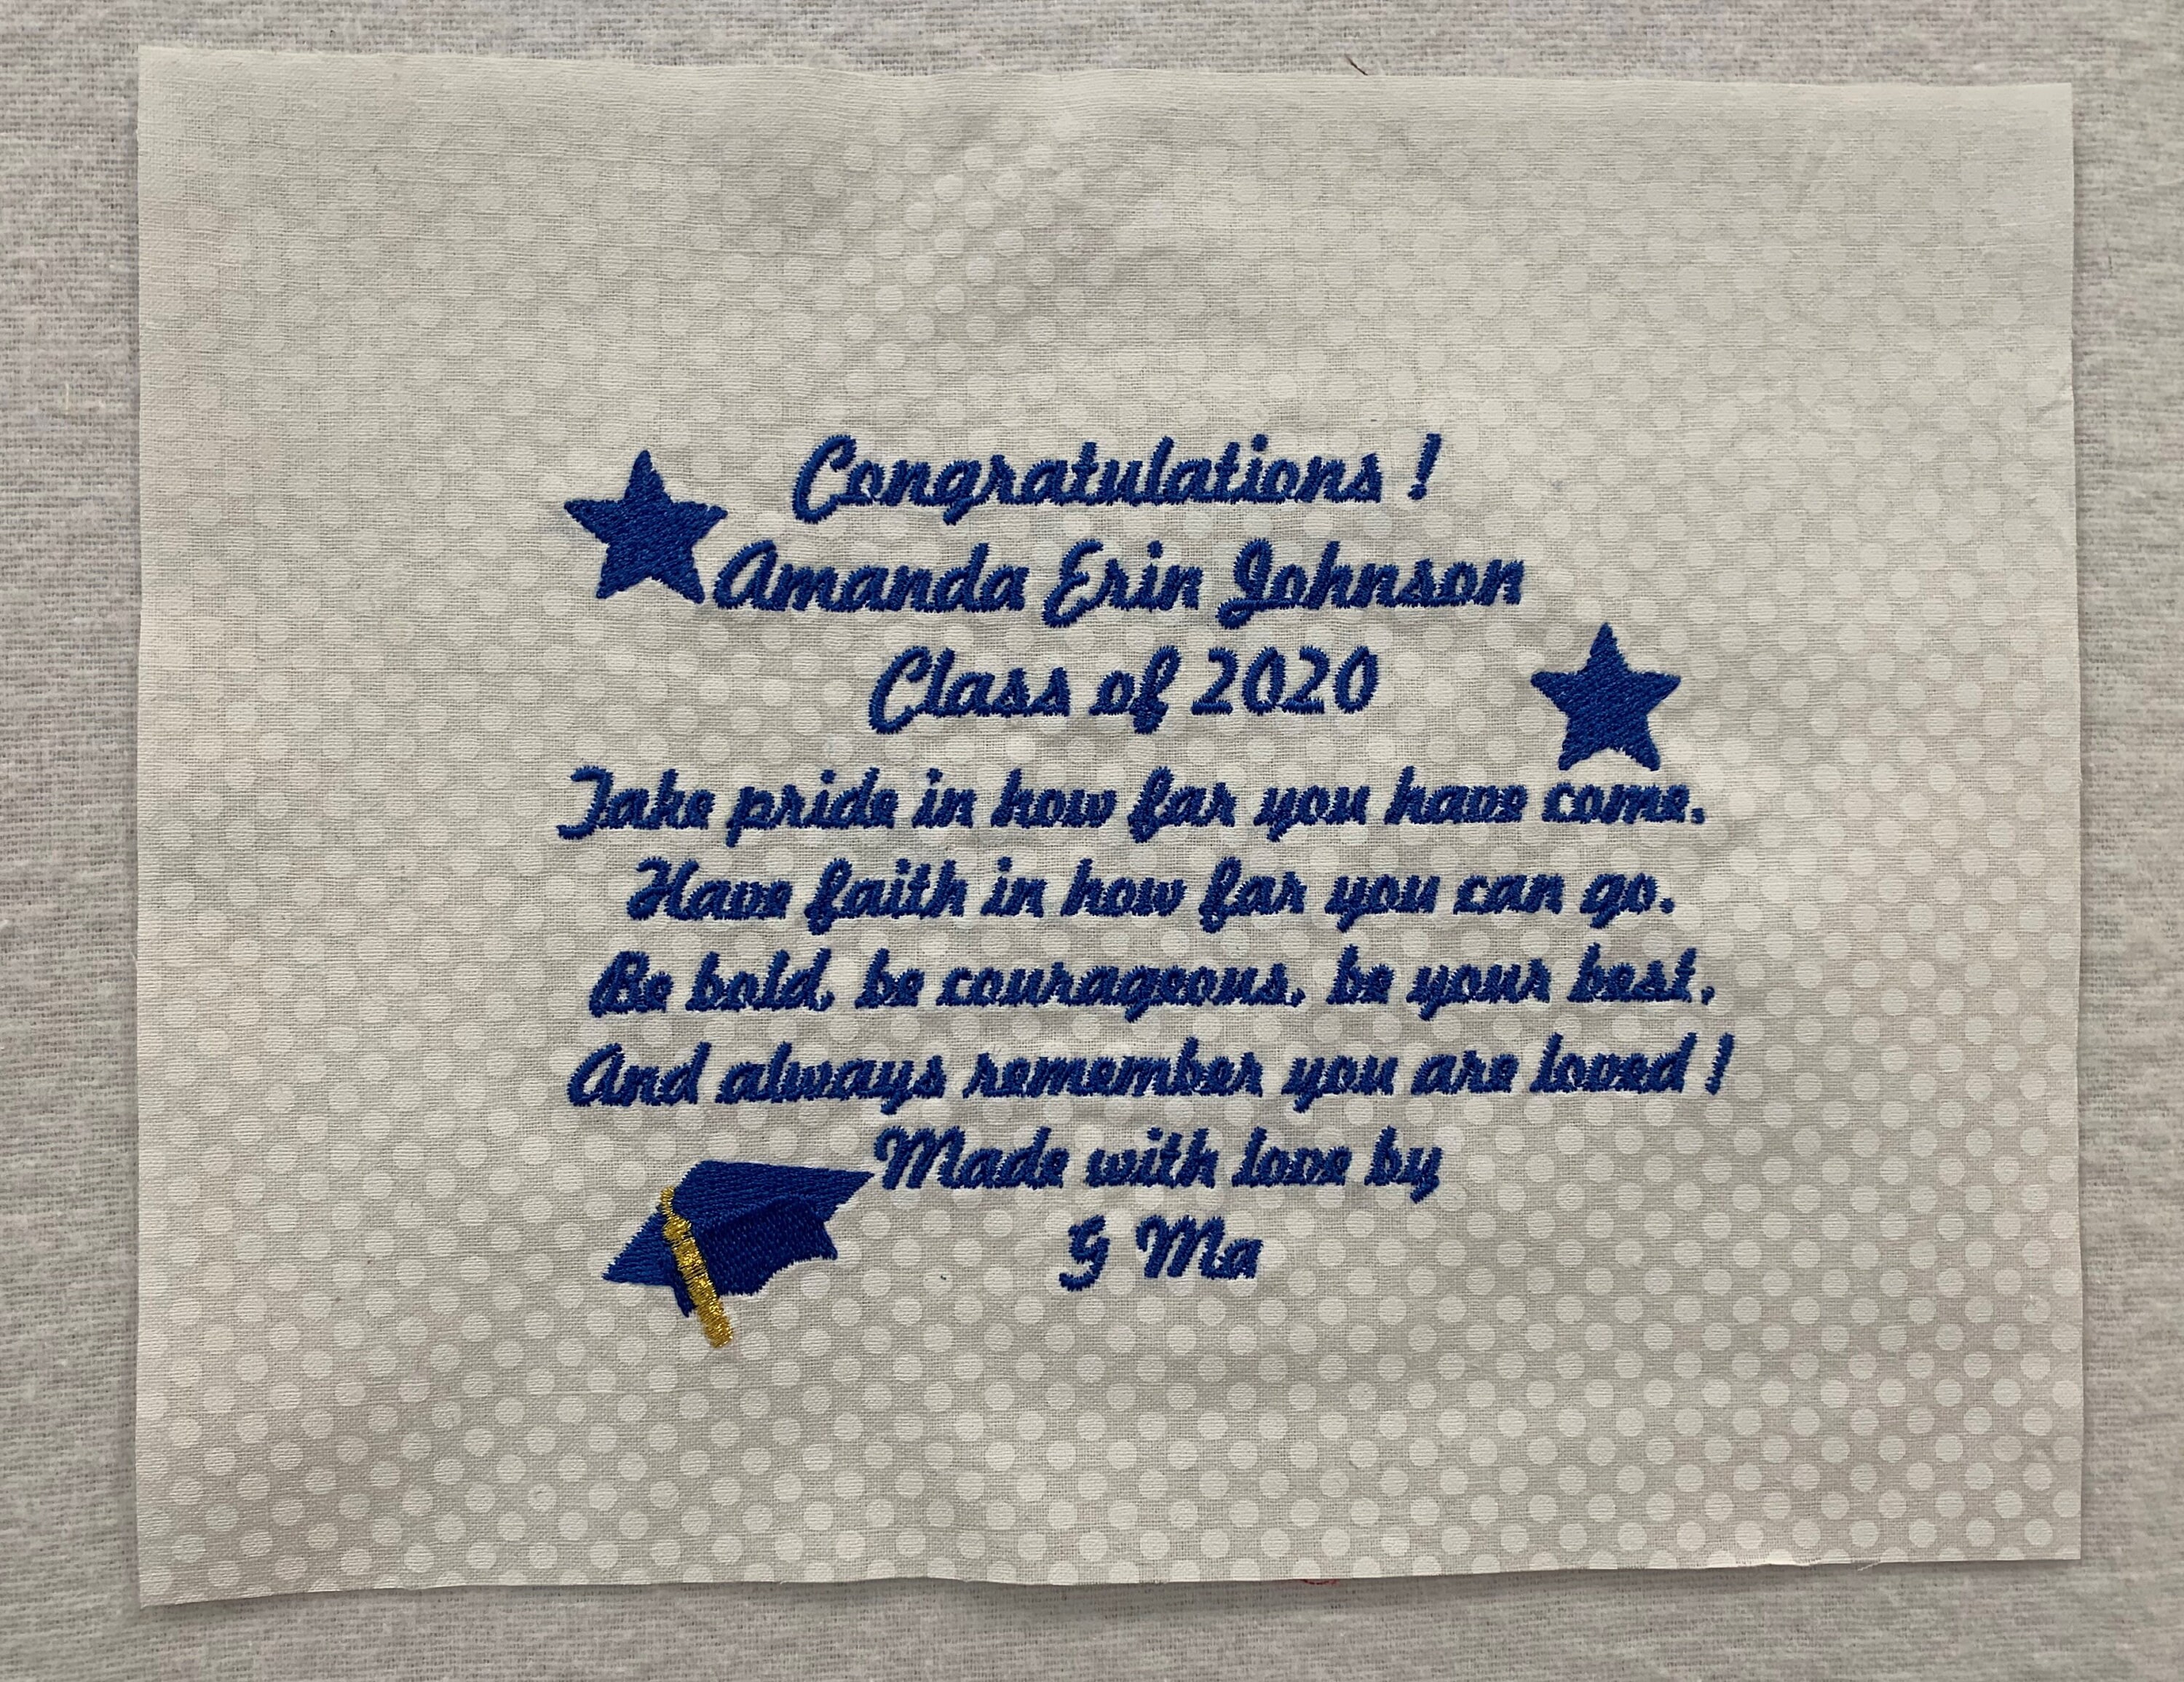 Congratulations !
Amanda Erin Johnson
Class of 2020
Take pride in how far you have come.
Have faith in how far you can go.
Be bold, be courageous, be your best,
And always remember you are loved !
Made with love by
G Ma